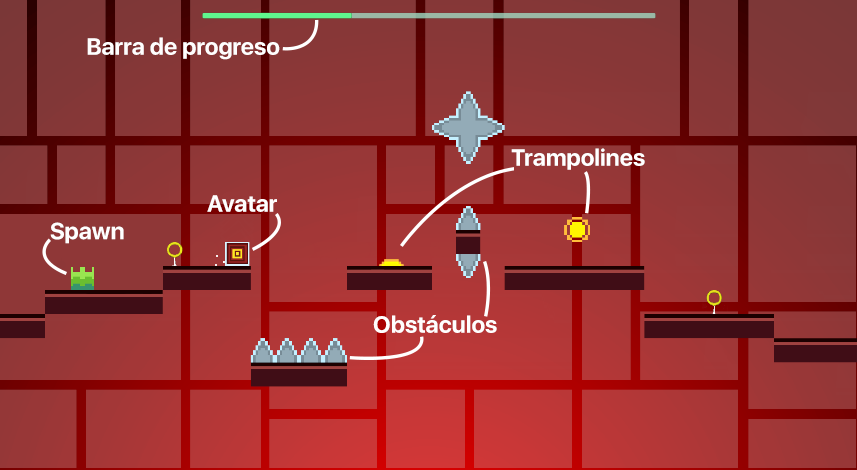 Barra de progreso
Trampolines
Avatar
Spawn
Obstáculos